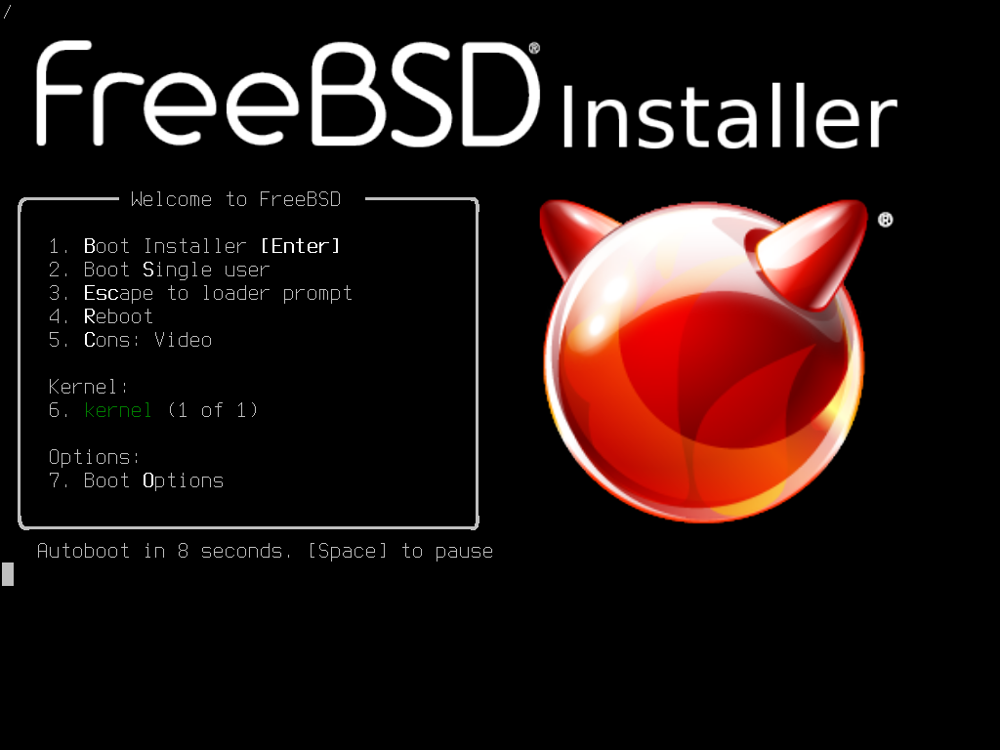 /
FreeBSD® Installer
Welcome to FreeBSD
1. Boot Installer [Enter]
2. Boot Single user
3. Escape to loader prompt
4. Reboot
5. Cons: Video
Kernel:
6. kernel (1 of 1)
Options:
7. Boot Options
Autoboot in 8 seconds. [Space] to pause
®